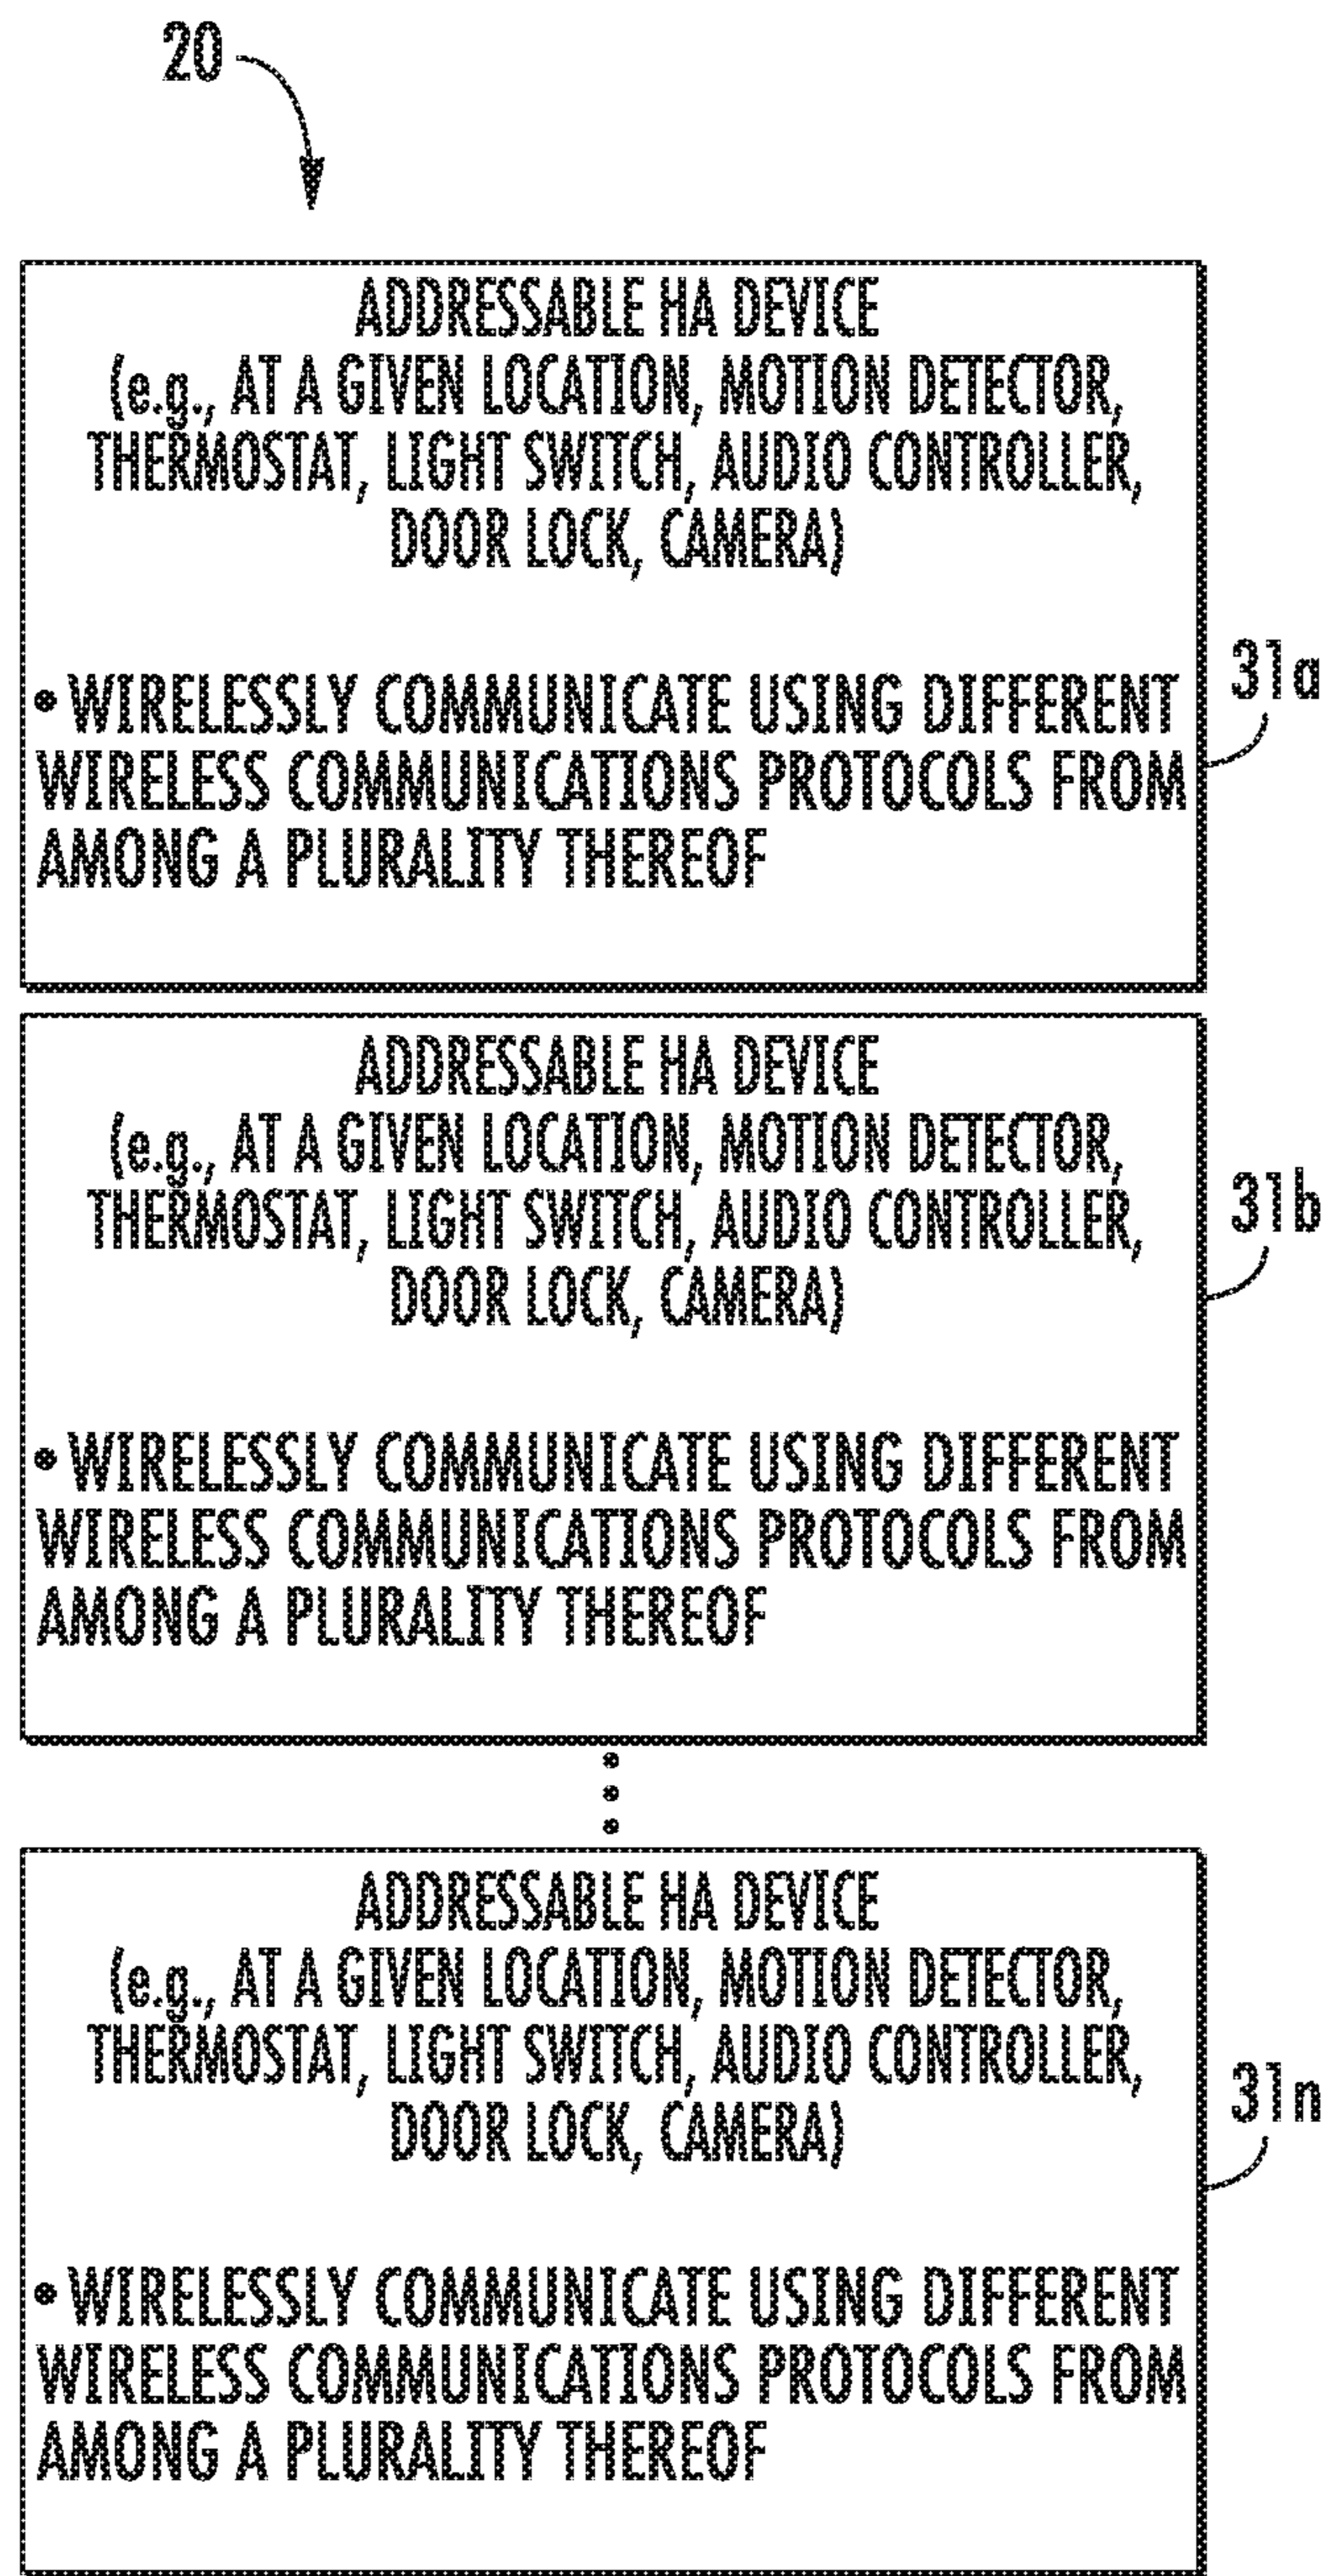 20
ADDRESSABLE HA DEVICE
(e.g., AT A GIVEN LOCATION, MOTION DETECTOR,
THERMOSTAT, LIGHT SWITCH, AUDIO CONTROLLER,
DOOR LOCK, CAMERA)
• WIRELESSLY COMMUNICATE USING DIFFERENT
WIRELESS COMMUNICATIONS PROTOCOLS FROM
AMONG A PLURALITY THEREOF
31a
ADDRESSABLE HA DEVICE
(e.g., AT A GIVEN LOCATION, MOTION DETECTOR,
THERMOSTAT, LIGHT SWITCH, AUDIO CONTROLLER,
DOOR LOCK, CAMERA)
• WIRELESSLY COMMUNICATE USING DIFFERENT
WIRELESS COMMUNICATIONS PROTOCOLS FROM
AMONG A PLURALITY THEREOF
31b
ADDRESSABLE HA DEVICE
(e.g., AT A GIVEN LOCATION, MOTION DETECTOR,
THERMOSTAT, LIGHT SWITCH, AUDIO CONTROLLER,
DOOR LOCK, CAMERA)
• WIRELESSLY COMMUNICATE USING DIFFERENT
WIRELESS COMMUNICATIONS PROTOCOLS FROM
AMONG A PLURALITY THEREOF
31n